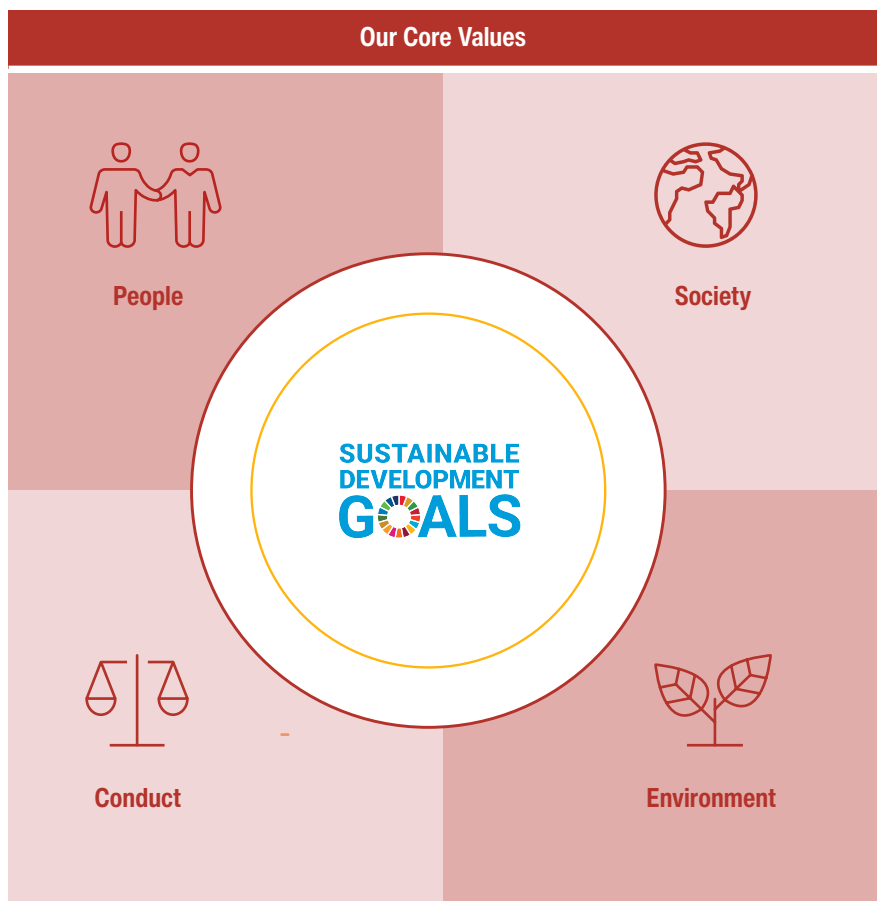 Our Core Values
People
Society
SUSTAINABLE
DEVELOPMENT
GOALS
Conduct
Environment